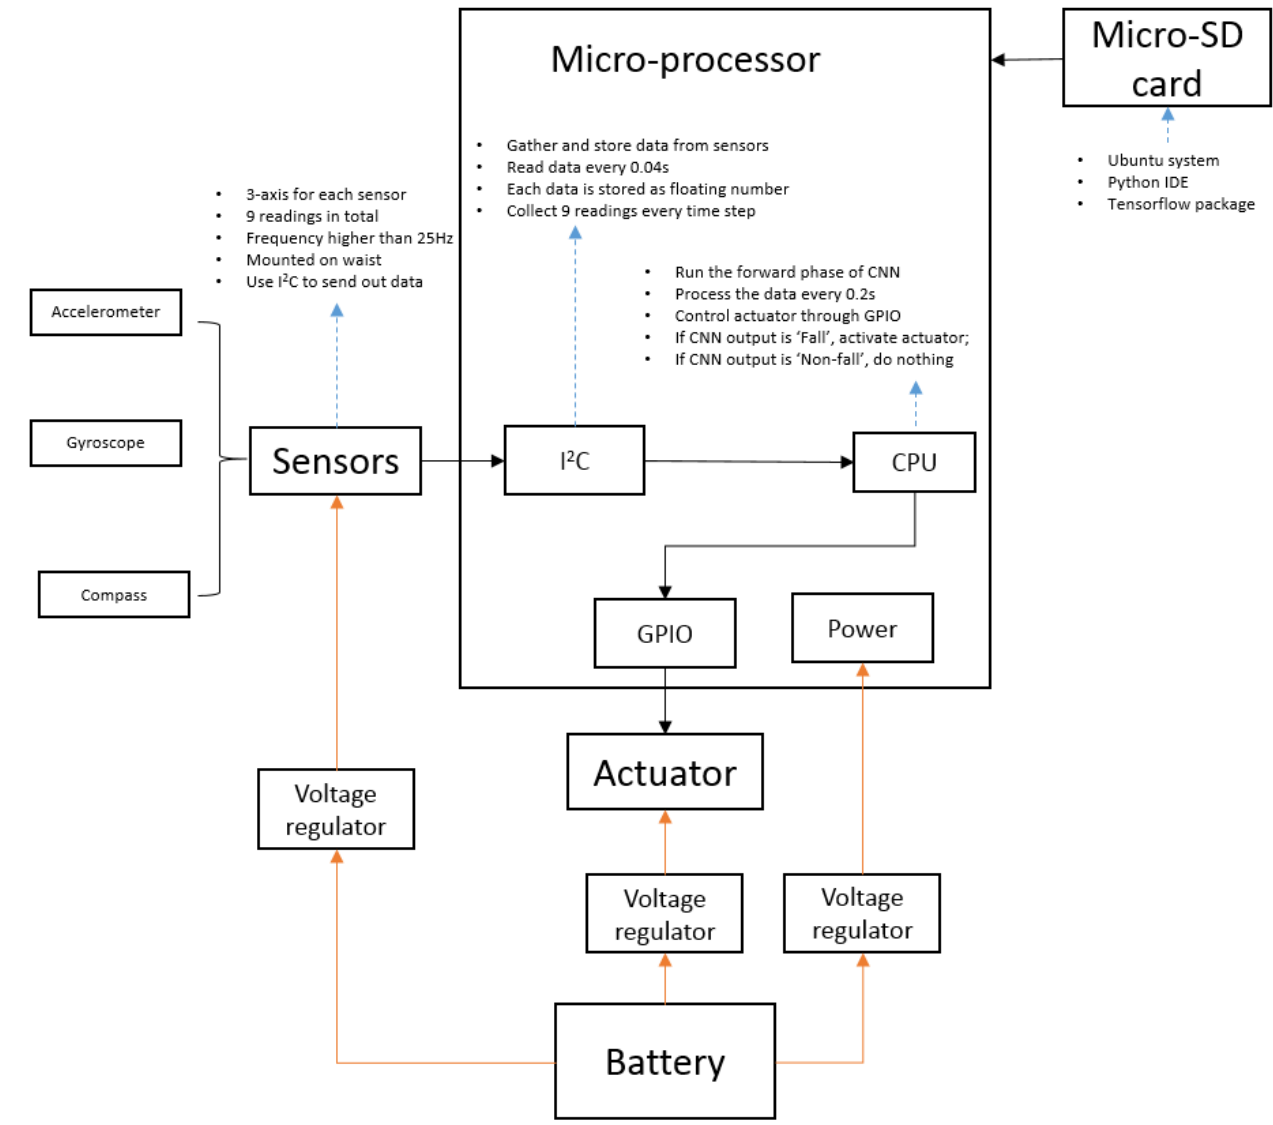 Micro-processor
Micro-SD
card
• Gather and store data from sensors
• Read data every 0.04s
• Each data is stored as floating number
• Collect 9 readings every time step
• Ubuntu system
• Python IDE
• Tensorflow package
• 3-axis for each sensor
• 9 readings in total
• Frequency higher than 25Hz
• Mounted on waist
• Use I²C to send out data
• Run the forward phase of CNN
• Process the data every 0.2s
• Control actuator through GPIO
• If CNN output is ‘Fall’, activate actuator;
• If CNN output is ‘Non-fall’, do nothing
Accelerometer
Gyroscope
Compass
Sensors
I²C
CPU
GPIO
Power
Actuator
Voltage
regulator
Voltage
regulator
Voltage
regulator
Battery